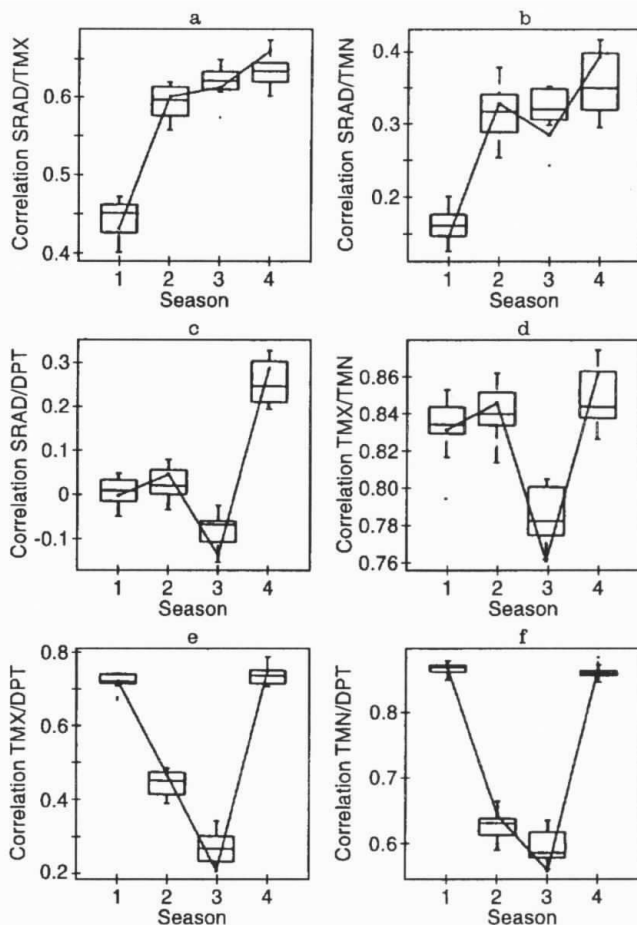 a
Correlation SRAD/TMX
0.6
0.5
0.4
1 2 3 4
Season
b
Correlation SRAD/TMN
0.4
0.3
0.2
1 2 3 4
Season
c
Correlation SRAD/DPT
0.3
0.2
0.1
0
-0.1
1 2 3 4
Season
d
Correlation TMX/TMN
0.86
0.84
0.80
0.78
0.76
1 2 3 4
Season
e
Correlation TMX/DPT
0.8
0.7
0.4
0.2
1 2 3 4
Season
f
Correlation TMN/DPT
0.8
0.7
0.6
1 2 3 4
Season